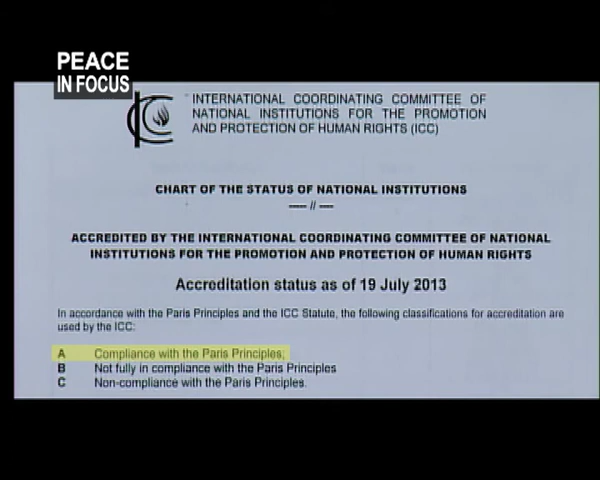 PEACE
IN FOCUS
INTERNATIONAL COORDINATING COMMITTEE OF
NATIONAL INSTITUTIONS FOR THE PROMOTION
AND PROTECTION OF HUMAN RIGHTS (ICC)
CHART OF THE STATUS OF NATIONAL INSTITUTIONS
----- // ----
ACCREDITED BY THE INTERNATIONAL COORDINATING COMMITTEE OF NATIONAL
INSTITUTIONS FOR THE PROMOTION AND PROTECTION OF HUMAN RIGHTS
Accreditation status as of 19 July 2013
In accordance with the Paris Principles and the ICC Statute, the following classifications for accreditation are
used by the ICC:
A Compliance with the Paris Principles;
B Not fully in compliance with the Paris Principles
C Non-compliance with the Paris Principles.